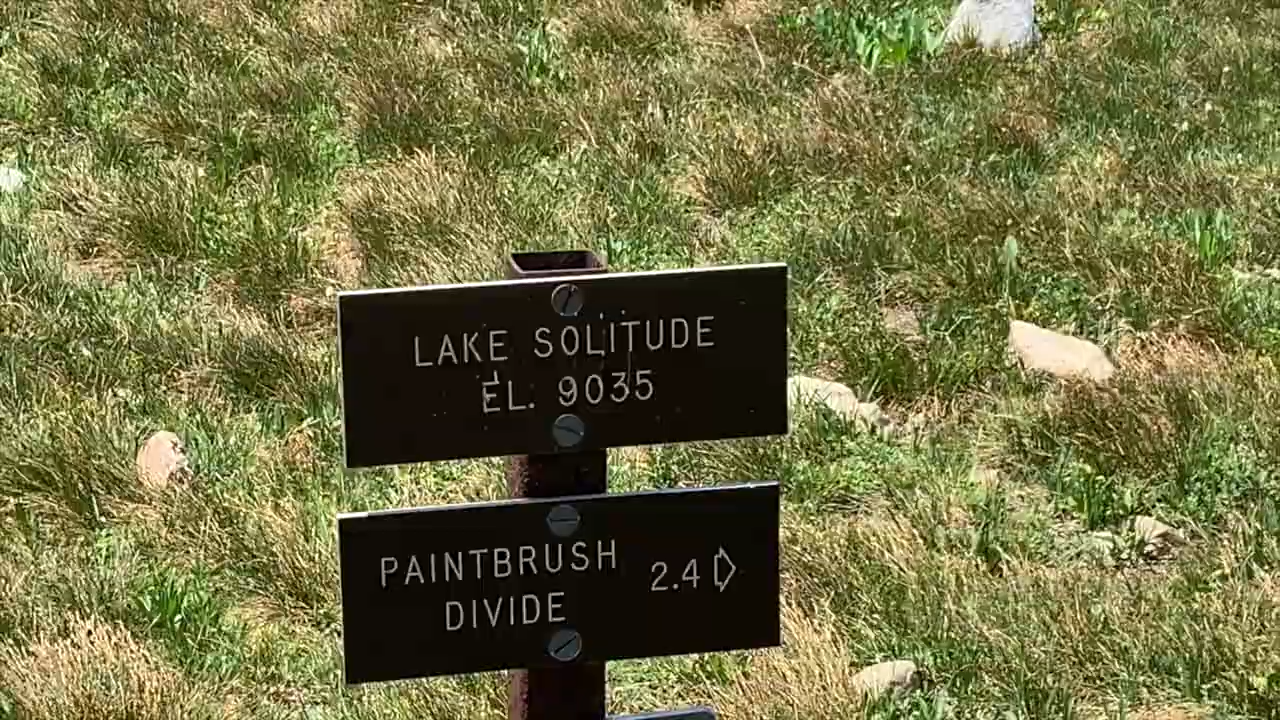 LAKE SOLITUDE
EL. 9035
PAINTBRUSH
DIVIDE
2.4 ⇨